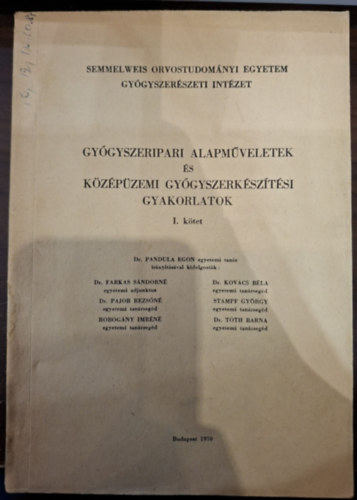 SEMMELWEIS ORVOSTUDOMÁNYI EGYETEM
GYÓGYSZERÉSZETI INTÉZET
GYÓGYSZERIPARI ALAPMŰVELETEK
ÉS
KÖZÉPÜZEMI GYÓGYSZERKÉSZÍTÉSI
GYAKORLATOK
I. kötet
Dr. PANDULA EGON egyetemi tanár
irányításával kidolgozták:
Dr. FARKAS SÁNDORNÉ
egyetemi adjunktus
Dr. FAJOR REZSŐNÉ
egyetemi tanársegéd
BOROGÁNY IMRÉNÉ
egyetemi tanársegéd
Dr. KOVÁCS BÉLA
egyetemi tanársegéd
STAMPF GYÖRGY
egyetemi tanársegéd
Dr. TÓTH BARNA
egyetemi tanársegéd
Budapest 1970